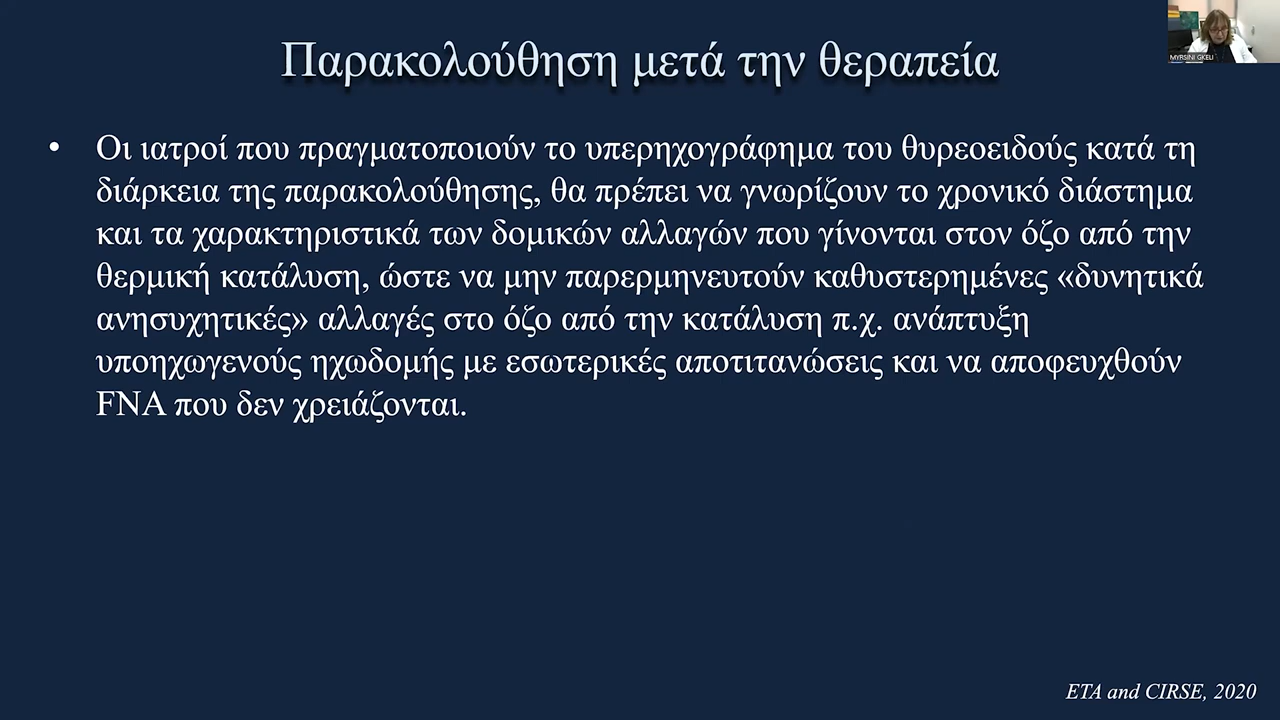 Παρακολούθηση μετά την θεραπεία
MYRSINI GKELI
• Οι ιατροί που πραγματοποιούν το υπερηχογράφημα του θυρεοειδούς κατά τη
διάρκεια της παρακολούθησης, θα πρέπει να γνωρίζουν το χρονικό διάστημα
και τα χαρακτηριστικά των δομικών αλλαγών που γίνονται στον όζο από την
θερμική κατάλυση, ώστε να μην παρερμηνευτούν καθυστερημένες «δυνητικά
ανησυχητικές» αλλαγές στο όζο από την κατάλυση π.χ. ανάπτυξη
υποηχωγενούς ηχωδομής με εσωτερικές αποτιτανώσεις και να αποφευχθούν
FNA που δεν χρειάζονται.
ETA and CIRSE, 2020